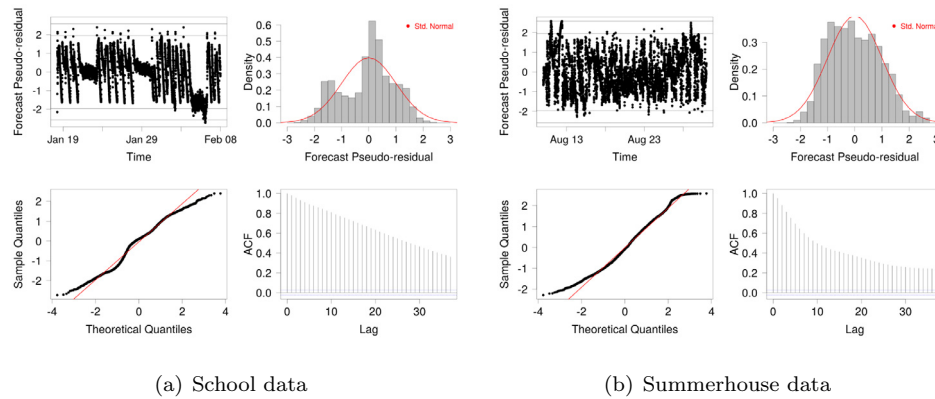 Forecast Pseudo-residual
2
1
0
-1
-2
Jan 19
Jan 29
Feb 08
Time
Density
0.6
0.4
0.2
0.0
Std. Normal
-3 -2 -1 0 1 2 3
Forecast Pseudo-residual
Forecast Pseudo-residual
2
1
0
-1
-2
Aug 13
Aug 23
Time
Density
0.3
0.2
0.1
0.0
Std. Normal
-3 -2 -1 0 1 2 3
Forecast Pseudo-residual
Sample Quantiles
2
1
0
-1
-2
-4 -2 0 2 4
Theoretical Quantiles
ACF
1.0
0.8
0.6
0.4
0.2
0.0
0 10 20 30
Lag
Sample Quantiles
2
1
0
-1
-2
-4 -2 0 2 4
Theoretical Quantiles
ACF
1.0
0.8
0.6
0.4
0.2
0.0
0 10 20 30
Lag
(a) School data
(b) Summerhouse data